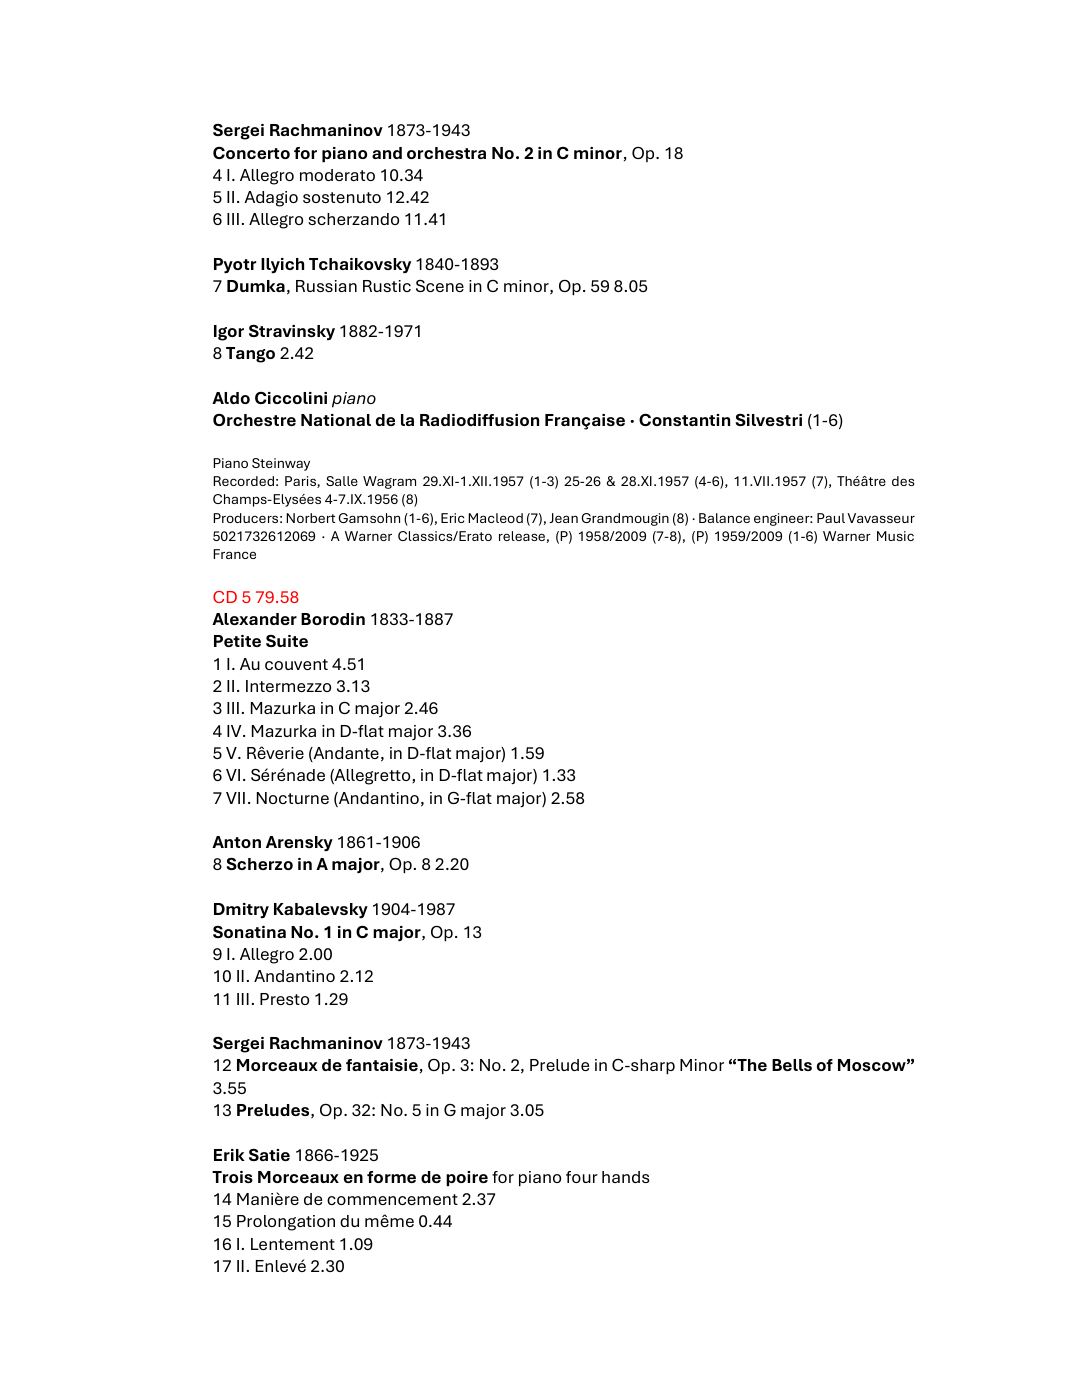 Sergei Rachmaninov 1873-1943
Concerto for piano and orchestra No. 2 in C minor, Op. 18
4 I. Allegro moderato 10.34
5 II. Adagio sostenuto 12.42
6 III. Allegro scherzando 11.41
Pyotr Ilyich Tchaikovsky 1840-1893
7 Dumka, Russian Rustic Scene in C minor, Op. 59 8.05
Igor Stravinsky 1882-1971
8 Tango 2.42
Aldo Ciccolini piano
Orchestre National de la Radiodiffusion Française · Constantin Silvestri (1-6)
Piano Steinway
Recorded: Paris, Salle Wagram 29.XI-1.XII.1957 (1-3) 25-26 & 28.XI.1957 (4-6), 11.VII.1957 (7), Théâtre des
Champs-Elysées 4-7.IX.1956 (8)
Producers: Norbert Gamsohn (1-6), Eric Macleod (7), Jean Grandmougin (8) · Balance engineer: Paul Vavasseur
5021732612069 · A Warner Classics/Erato release, (P) 1958/2009 (7-8), (P) 1959/2009 (1-6) Warner Music
France
CD 5 79.58
Alexander Borodin 1833-1887
Petite Suite
1 I. Au couvent 4.51
2 II. Intermezzo 3.13
3 III. Mazurka in C major 2.46
4 IV. Mazurka in D-flat major 3.36
5 V. Rêverie (Andante, in D-flat major) 1.59
6 VI. Sérénade (Allegretto, in D-flat major) 1.33
7 VII. Nocturne (Andantino, in G-flat major) 2.58
Anton Arensky 1861-1906
8 Scherzo in A major, Op. 8 2.20
Dmitry Kabalevsky 1904-1987
Sonatina No. 1 in C major, Op. 13
9 I. Allegro 2.00
10 II. Andantino 2.12
11 III. Presto 1.29
Sergei Rachmaninov 1873-1943
12 Morceaux de fantaisie, Op. 3: No. 2, Prelude in C-sharp Minor “The Bells of Moscow”
3.55
13 Preludes, Op. 32: No. 5 in G major 3.05
Erik Satie 1866-1925
Trois Morceaux en forme de poire for piano four hands
14 Manière de commencement 2.37
15 Prolongation du même 0.44
16 I. Lentement 1.09
17 II. Enlevé 2.30